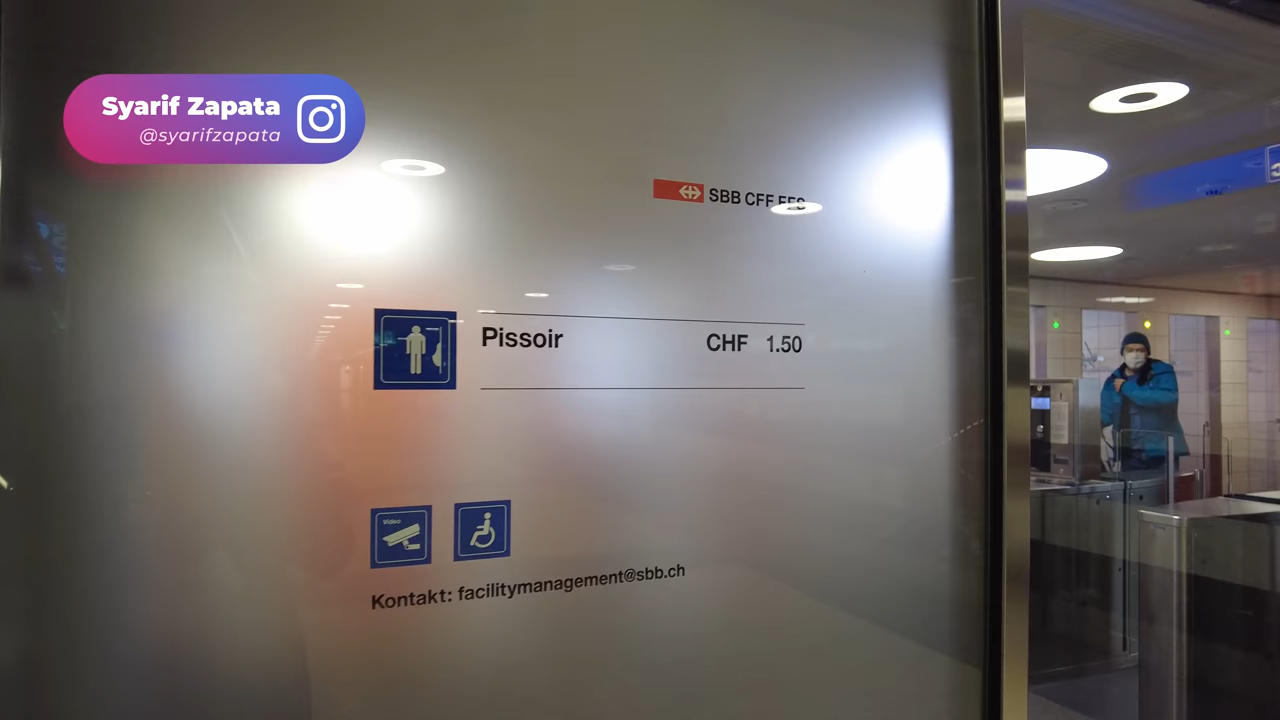 Syarif Zapata
@syarifzapata
SBB CFF FFS
Pissoir CHF 1.50
Video
Kontakt: facilitymanagement@sbb.ch